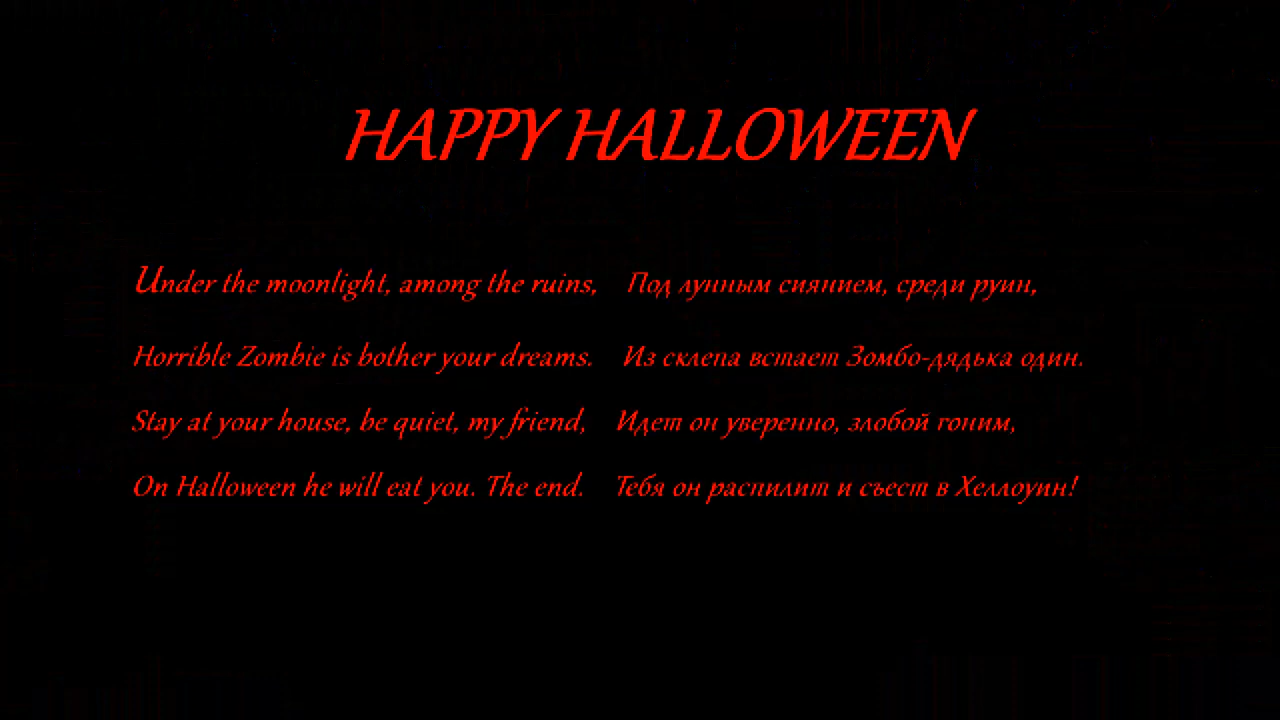 HAPPY HALLOWEEN
Under the moonlight, among the ruins, Под лунным сиянием, среди руин,
Horrible Zombie is bother your dreams. Из склепа встает Зомбо-дядька один.
Stay at your house, be quiet, my friend, Идет он уверенно, злобой гоним,
On Halloween he will eat you. The end. Тебя он распилит и съест в Хеллоуин!